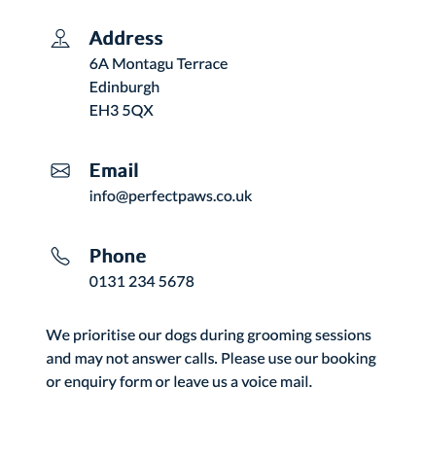 Address
6A Montagu Terrace
Edinburgh
EH3 5QX
Email
info@perfectpaws.co.uk
Phone
0131 234 5678
We prioritise our dogs during grooming sessions
and may not answer calls. Please use our booking
or enquiry form or leave us a voice mail.